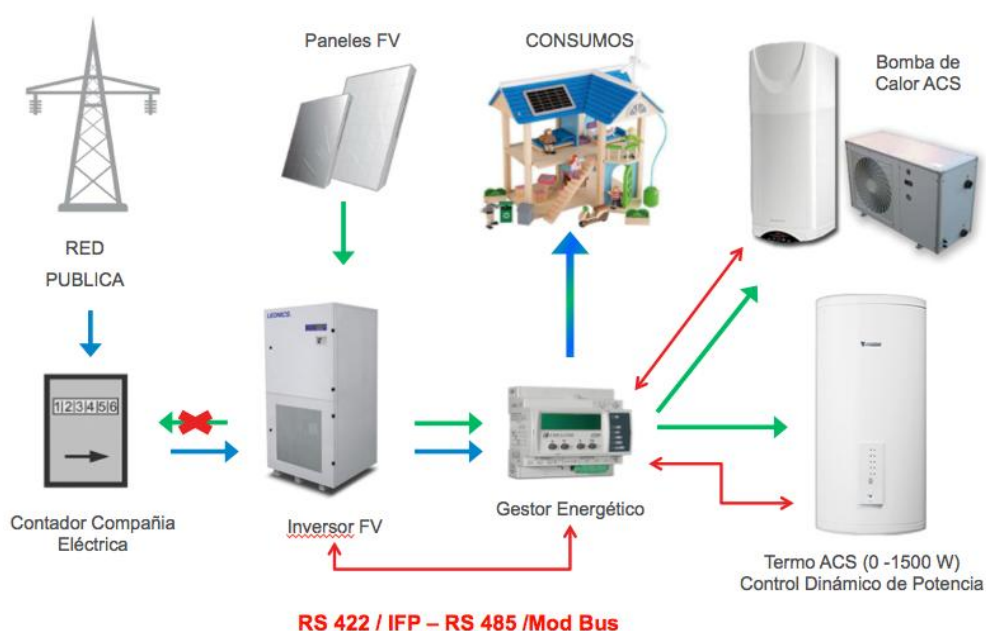 Paneles FV
CONSUMOS
Bomba de
Calor ACS
RED
PUBLICA
LEONICS
123456
Contador Compañia
Eléctrica
Inversor FV
Gestor Energético
Termo ACS (0 -1500 W)
Control Dinámico de Potencia
RS 422 / IFP – RS 485 /Mod Bus